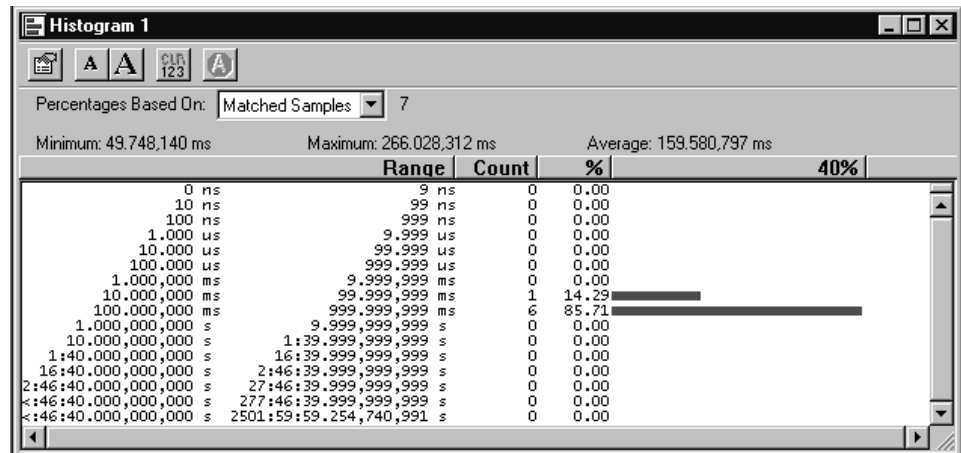 Histogram 1
A A CLR 123 A
Percentages Based On: Matched Samples 7
Minimum: 49.748,140 ms Maximum: 266.028,312 ms Average: 159.580,797 ms
Range Count % 40%
0 ns 9 ns 0 0.00
10 ns 99 ns 0 0.00
100 ns 999 ns 0 0.00
1.000 us 9.999 us 0 0.00
10.000 us 99.999 us 0 0.00
100.000 us 999.999 us 0 0.00
1.000,000 ms 9.999,999 ms 0 0.00
10.000,000 ms 99.999,999 ms 1 14.29
100.000,000 ms 999.999,999 ms 6 85.71
1.000,000,000 s 9.999,999,999 s 0 0.00
10.000,000,000 s 1:39.999,999,999 s 0 0.00
1:40.000,000,000 s 16:39.999,999,999 s 0 0.00
16:40.000,000,000 s 2:46:39.999,999,999 s 0 0.00
2:46:40.000,000,000 s 27:46:39.999,999,999 s 0 0.00
<:46:40.000,000,000 s 277:46:39.999,999,999 s 0 0.00
<:46:40.000,000,000 s 2501:59:59.254,740,991 s 0 0.00